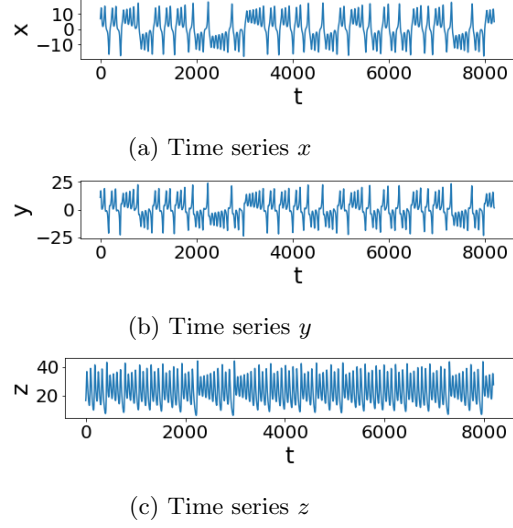 x
10
0
−10
0 2000 4000 6000 8000
t
(a) Time series x
y
25
0
−25
0 2000 4000 6000 8000
t
(b) Time series y
z
40
20
0 2000 4000 6000 8000
t
(c) Time series z